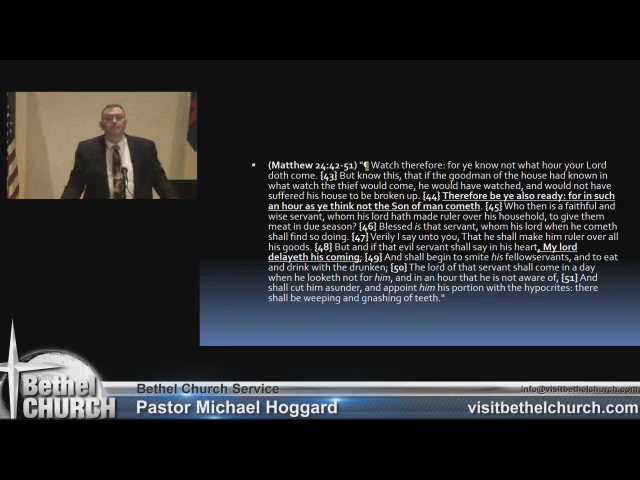 (Matthew 24:42-51) "¶ Watch therefore: for ye know not what hour your Lord
doth come. {43} But know this, that if the goodman of the house had known in
what watch the thief would come, he would have watched, and would not have
suffered his house to be broken up. {44} Therefore be ye also ready: for in such
an hour as ye think not the Son of man cometh. {45} Who then is a faithful and
wise servant, whom his lord hath made ruler over his household, to give them
meat in due season? {46} Blessed is that servant, whom his lord when he cometh
shall find so doing. {47} Verily I say unto you, That he shall make him ruler over all
his goods. {48} But and if that evil servant shall say in his heart, My lord
delayeth his coming; {49} And shall begin to smite his fellowservants, and to eat
and drink with the drunken; {50} The lord of that servant shall come in a day
when he looketh not for him, and in an hour that he is not aware of, {51} And
shall cut him asunder, and appoint him his portion with the hypocrites: there
shall be weeping and gnashing of teeth."
Bethel
CHURCH
Bethel Church Service
info@visitbethelchurch.com
Pastor Michael Hoggard
visitbethelchurch.com